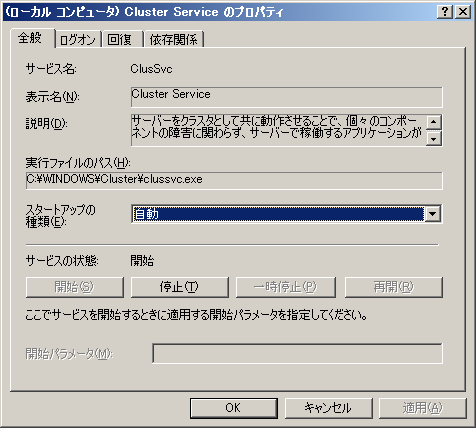 (ローカル コンピュータ) Cluster Service のプロパティ
全般 ログオン 回復 依存関係
サービス名: ClusSvc
表示名(N): Cluster Service
説明(D): サーバーをクラスタとして共に動作させることで、個々のコンポー
ネントの障害に関わらず、サーバーで稼働するアプリケーションが
実行ファイルのパス(H):
C:¥WINDOWS¥Cluster¥clussvc.exe
スタートアップの
種類(E): 自動
サービスの状態: 開始
開始(S) 停止(T) 一時停止(P) 再開(R)
ここでサービスを開始するときに適用する開始パラメータを指定してください。
開始パラメータ(M):
OK キャンセル 適用(A)